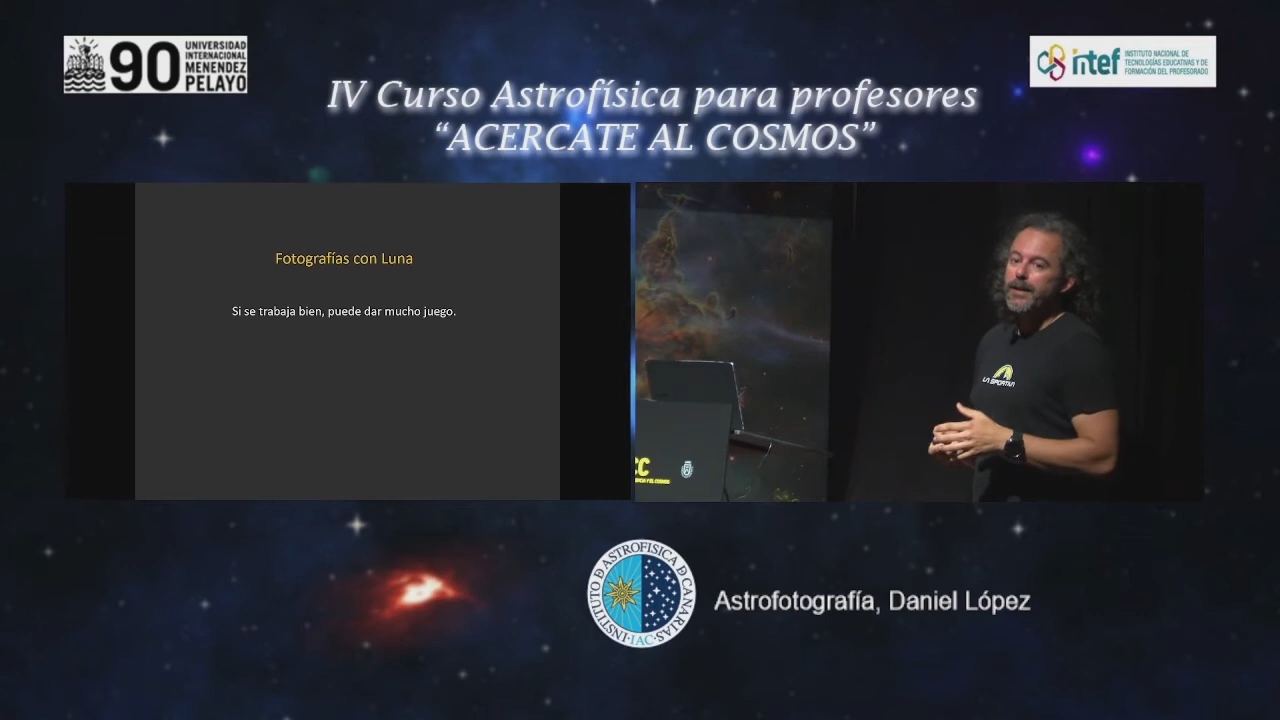 90
UNIVERSIDAD
INTERNACIONAL
MENENDEZ
PELAYO
intef
INSTITUTO NACIONAL DE
TECNOLOGÍAS EDUCATIVAS Y DE
FORMACIÓN DEL PROFESORADO
IV Curso Astrofísica para profesores
“ACERCATE AL COSMOS”
Fotografías con Luna
Si se trabaja bien, puede dar mucho juego.
LA SPORTIVA
CC
INSTITUTO D ASTROFISICA D CANARIAS
·IAC·
Astrofotografía, Daniel López